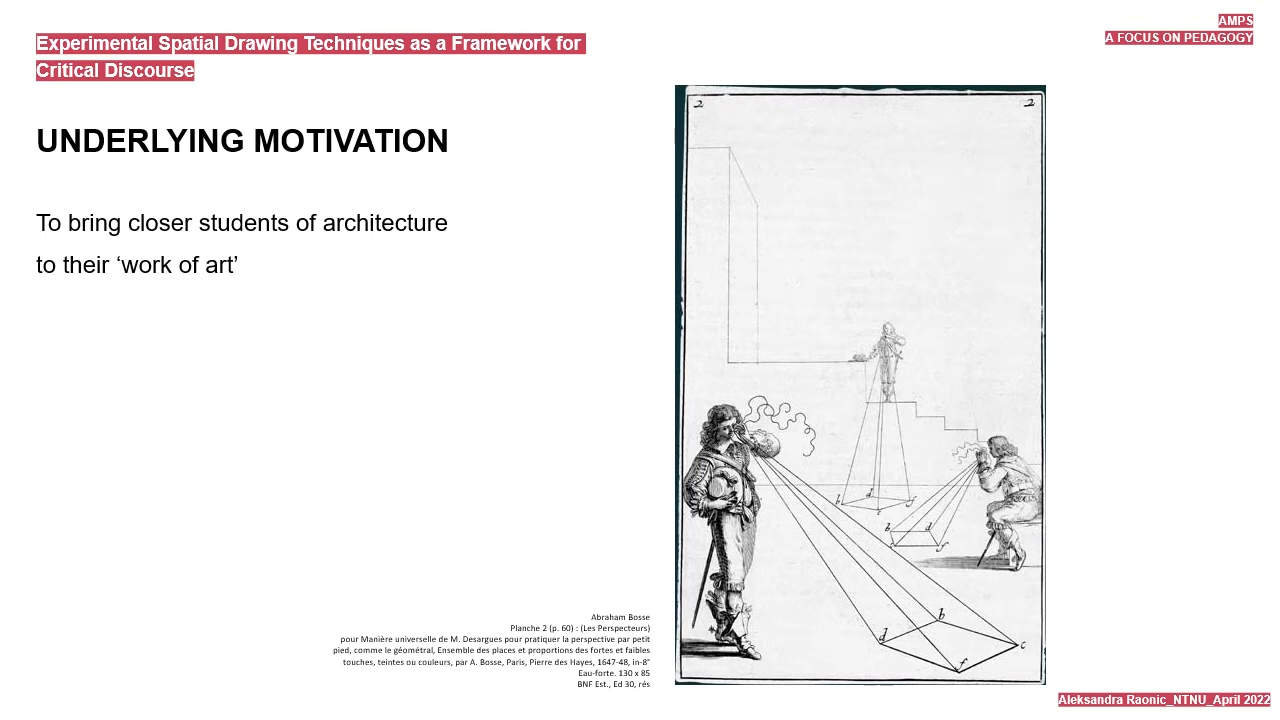 Experimental Spatial Drawing Techniques as a Framework for
Critical Discourse
AMPS
A FOCUS ON PEDAGOGY
UNDERLYING MOTIVATION
To bring closer students of architecture
to their ‘work of art’
2
2
b
d
c
f
b
d
f
b
d
c
f
Abraham Bosse
Planche 2 (p. 60) : (Les Perspecteurs)
pour Manière universelle de M. Desargues pour pratiquer la perspective par petit
pied, comme le géométral, Ensemble des places et proportions des fortes et faibles
touches, teintes ou couleurs, par A. Bosse, Paris, Pierre des Hayes, 1647-48, in-8°
Eau-forte. 130 x 85
BNF Est., Ed 30, rés
Aleksandra Raonic_NTNU_April 2022